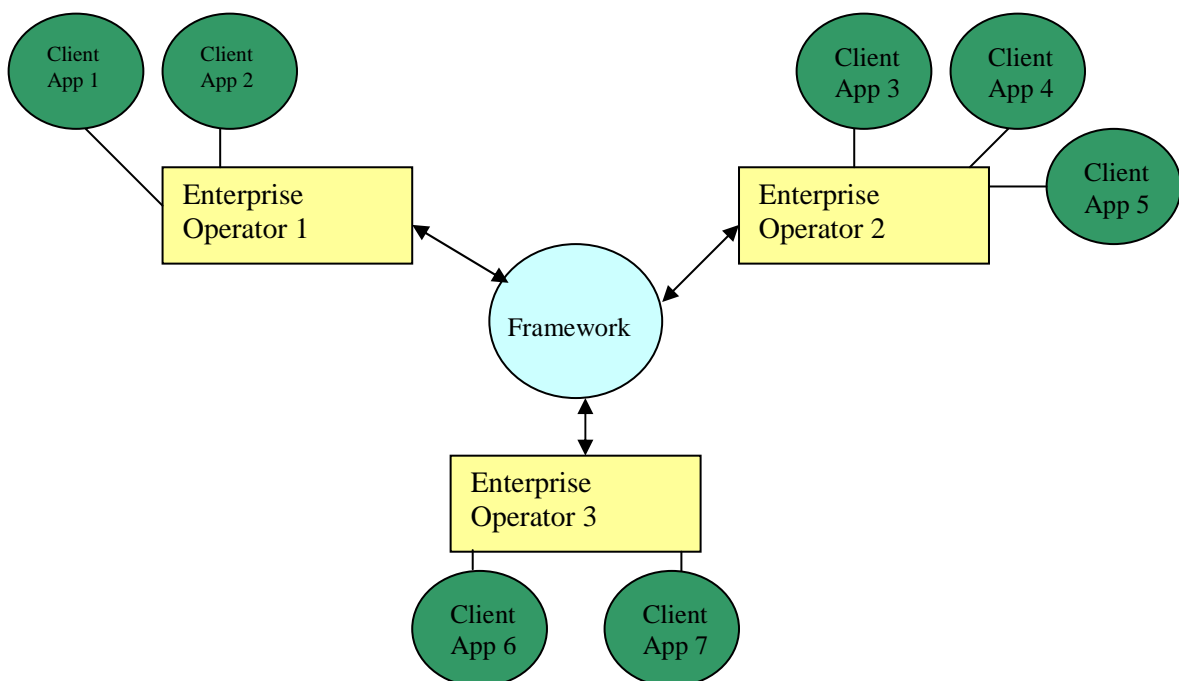 Client
App 1
Client
App 2
Client
App 3
Client
App 4
Client
App 5
Enterprise
Operator 1
Enterprise
Operator 2
Framework
Enterprise
Operator 3
Client
App 6
Client
App 7